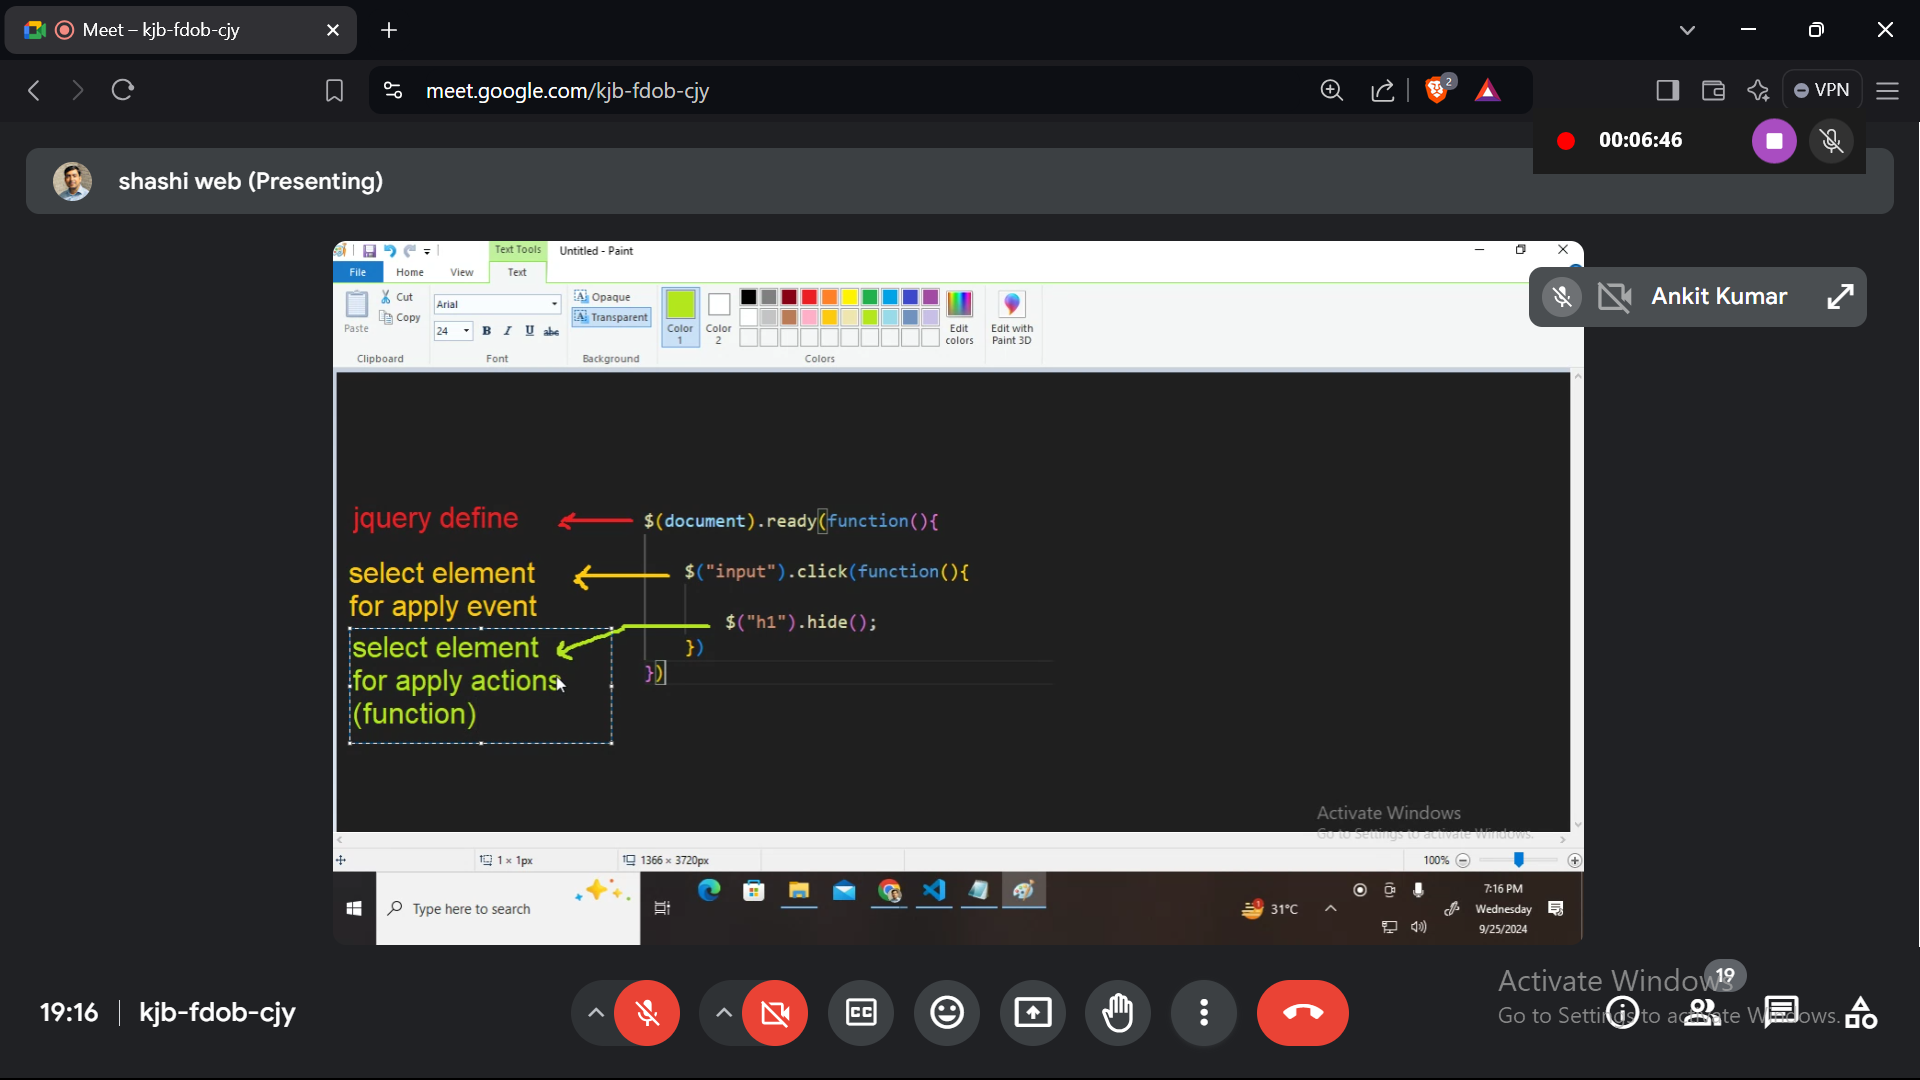 Meet – kjb-fdob-cjy
meet.google.com/kjb-fdob-cjy
2
VPN
00:06:46
shashi web (Presenting)
Ankit Kumar
Text Tools
Untitled - Paint
File
Home
View
Text
Paste
Cut
Copy
Clipboard
Arial
24
B I U abc
Font
Opaque
Transparent
Background
Color 1
Color 2
Edit colors
Edit with Paint 3D
Colors
jquery define
$(document).ready(function(){
select element
for apply event
$("input").click(function(){
select element
for apply actions
(function)
$("h1").hide();
})
})
Activate Windows
Go to Settings to activate Windows.
1 × 1px
1366 × 3720px
100%
Type here to search
1
31°C
7:16 PM
Wednesday
9/25/2024
19:16
kjb-fdob-cjy
CC
19
Activate Windows
Go to Settings to activate Windows.